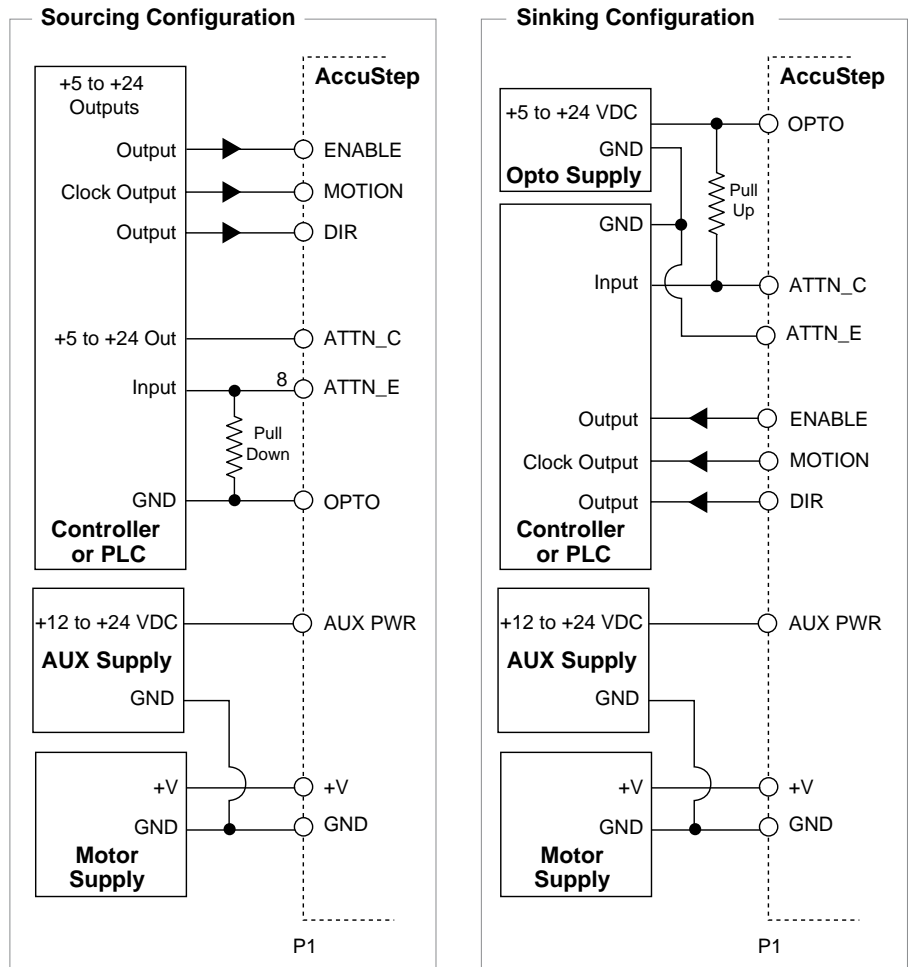 Sourcing Configuration
AccuStep
+5 to +24
Outputs
Output
ENABLE
Clock Output
MOTION
Output
DIR
+5 to +24 Out
ATTN_C
Input
8
ATTN_E
Pull
Down
GND
OPTO
Controller
or PLC
+12 to +24 VDC
AUX PWR
AUX Supply
GND
+V
+V
GND
GND
Motor
Supply
P1
Sinking Configuration
AccuStep
+5 to +24 VDC
OPTO
GND
Opto Supply
Pull
Up
GND
Input
ATTN_C
ATTN_E
Output
ENABLE
Clock Output
MOTION
Output
DIR
Controller
or PLC
+12 to +24 VDC
AUX PWR
AUX Supply
GND
+V
+V
GND
GND
Motor
Supply
P1